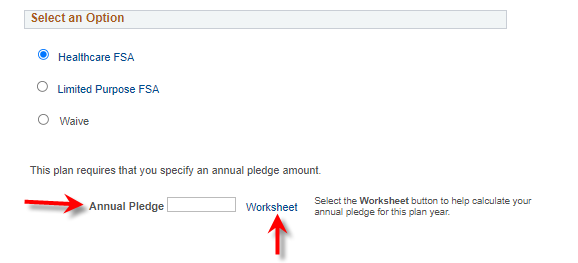 Select an Option
Healthcare FSA
Limited Purpose FSA
Waive
This plan requires that you specify an annual pledge amount.
Annual Pledge Worksheet Select the Worksheet button to help calculate your
annual pledge for this plan year.